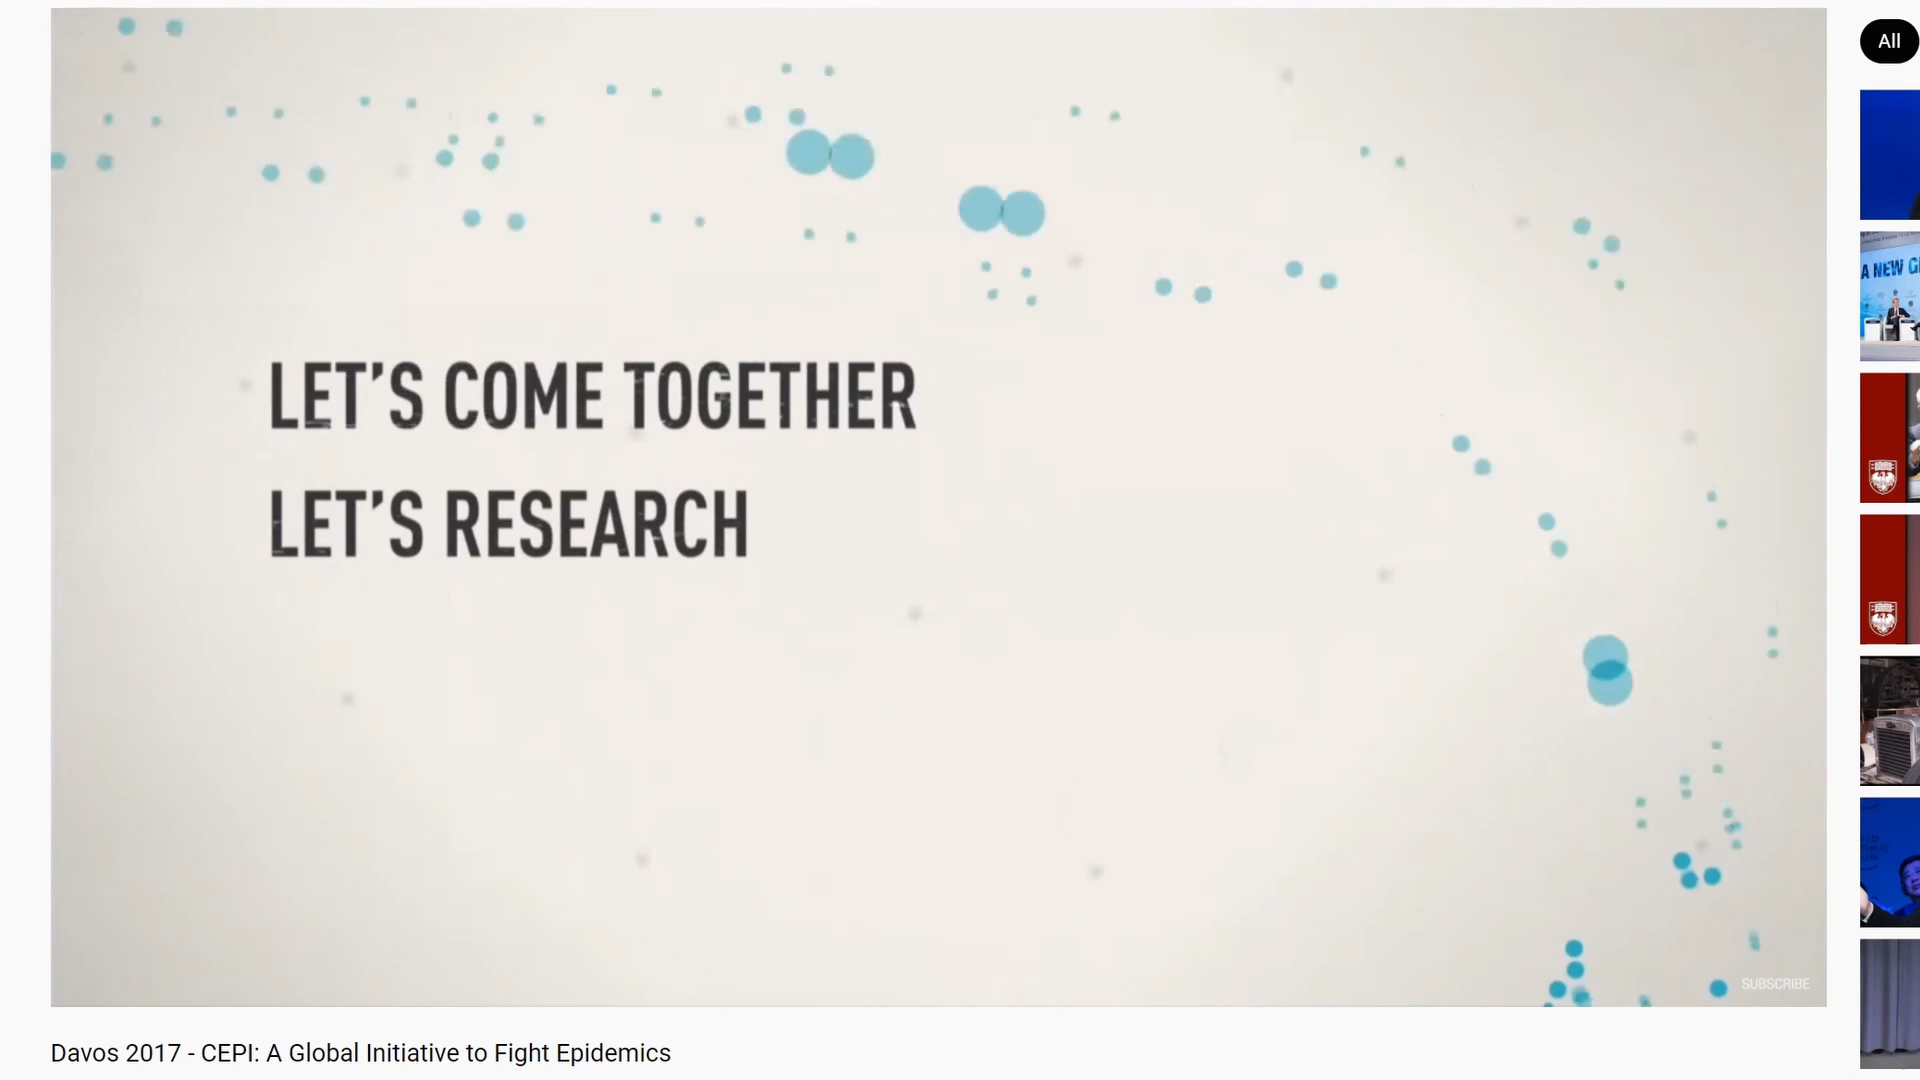 All
A NEW G
LET’S COME TOGETHER
LET’S RESEARCH
SUBSCRIBE
Davos 2017 - CEPI: A Global Initiative to Fight Epidemics